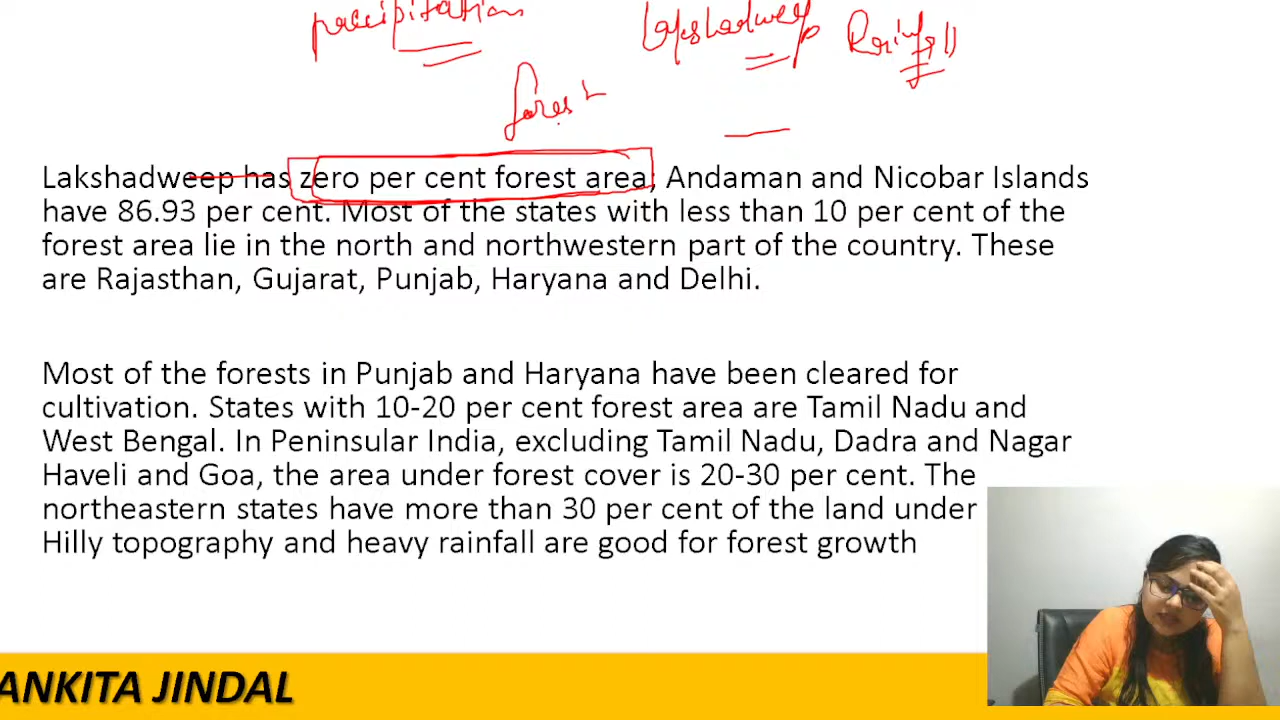 precipitation Lakshadweep Rainfall
forest
Lakshadweep has zero per cent forest area, Andaman and Nicobar Islands
have 86.93 per cent. Most of the states with less than 10 per cent of the
forest area lie in the north and northwestern part of the country. These
are Rajasthan, Gujarat, Punjab, Haryana and Delhi.
Most of the forests in Punjab and Haryana have been cleared for
cultivation. States with 10-20 per cent forest area are Tamil Nadu and
West Bengal. In Peninsular India, excluding Tamil Nadu, Dadra and Nagar
Haveli and Goa, the area under forest cover is 20-30 per cent. The
northeastern states have more than 30 per cent of the land under
Hilly topography and heavy rainfall are good for forest growth
ANKITA JINDAL